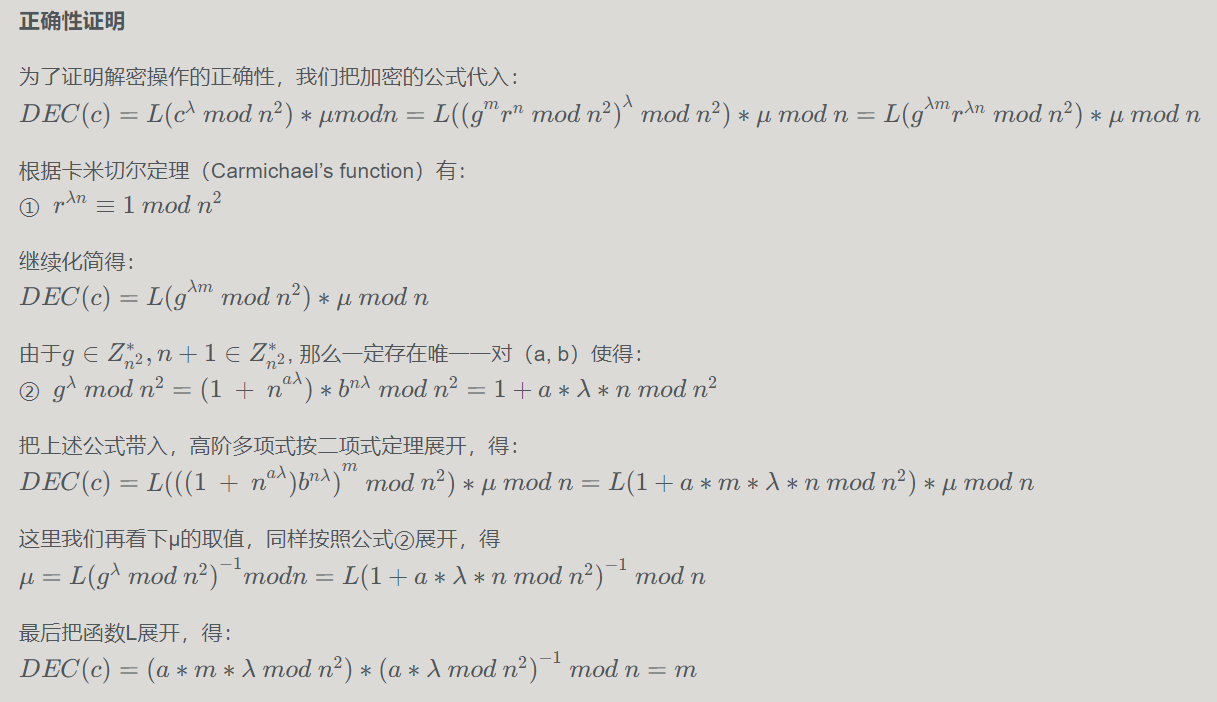 正确性证明
为了证明解密操作的正确性，我们把加密的公式代入：
$DEC(c) = L(c^{\lambda}\ mod\ n^2) * \mu modn = L((g^m r^n\ mod\ n^2)^{\lambda}\ mod\ n^2) * \mu\ mod\ n = L(g^{\lambda m} r^{\lambda n}\ mod\ n^2) * \mu\ mod\ n$
根据卡米切尔定理（Carmichael’s function）有：
① $r^{\lambda n} \equiv 1\ mod\ n^2$
继续化简得：
$DEC(c) = L(g^{\lambda m}\ mod\ n^2) * \mu\ mod\ n$
由于$g \in Z_{n^2}^*, n + 1 \in Z_{n^2}^*$, 那么一定存在唯一一对（a, b）使得：
② $g^{\lambda}\ mod\ n^2 = (1\ +\ n^{a\lambda}) * b^{n\lambda}\ mod\ n^2 = 1 + a * \lambda * n\ mod\ n^2$
把上述公式带入，高阶多项式按二项式定理展开，得：
$DEC(c) = L(((1\ +\ n^{a\lambda})b^{n\lambda})^m\ mod\ n^2) * \mu\ mod\ n = L(1 + a * m * \lambda * n\ mod\ n^2) * \mu\ mod\ n$
这里我们再看下μ的取值，同样按照公式②展开，得
$\mu = L(g^{\lambda}\ mod\ n^2)^{-1} modn = L(1 + a * \lambda * n\ mod\ n^2)^{-1}\ mod\ n$
最后把函数L展开，得：
$DEC(c) = (a * m * \lambda\ mod\ n^2) * (a * \lambda\ mod\ n^2)^{-1}\ mod\ n = m$